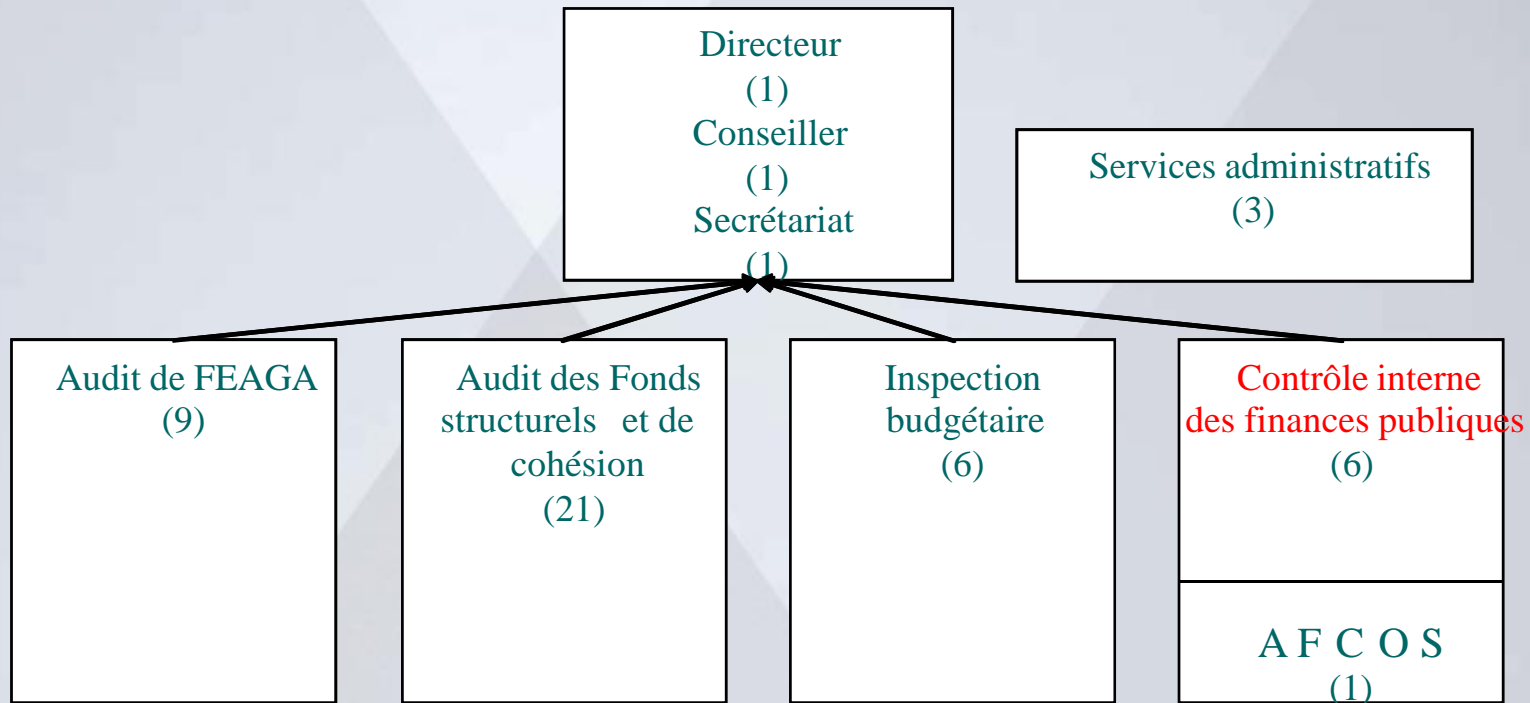 Directeur
(1)
Conseiller
(1)
Secrétariat
(1)
Services administratifs
(3)
Audit de FEAGA
(9)
Audit des Fonds
structurels et de
cohésion
(21)
Inspection
budgétaire
(6)
Contrôle interne
des finances publiques
(6)
A F C O S
(1)